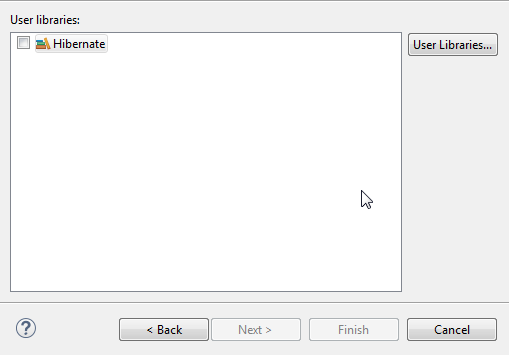 User libraries:
Hibernate
User Libraries...
?
< Back
Next >
Finish
Cancel